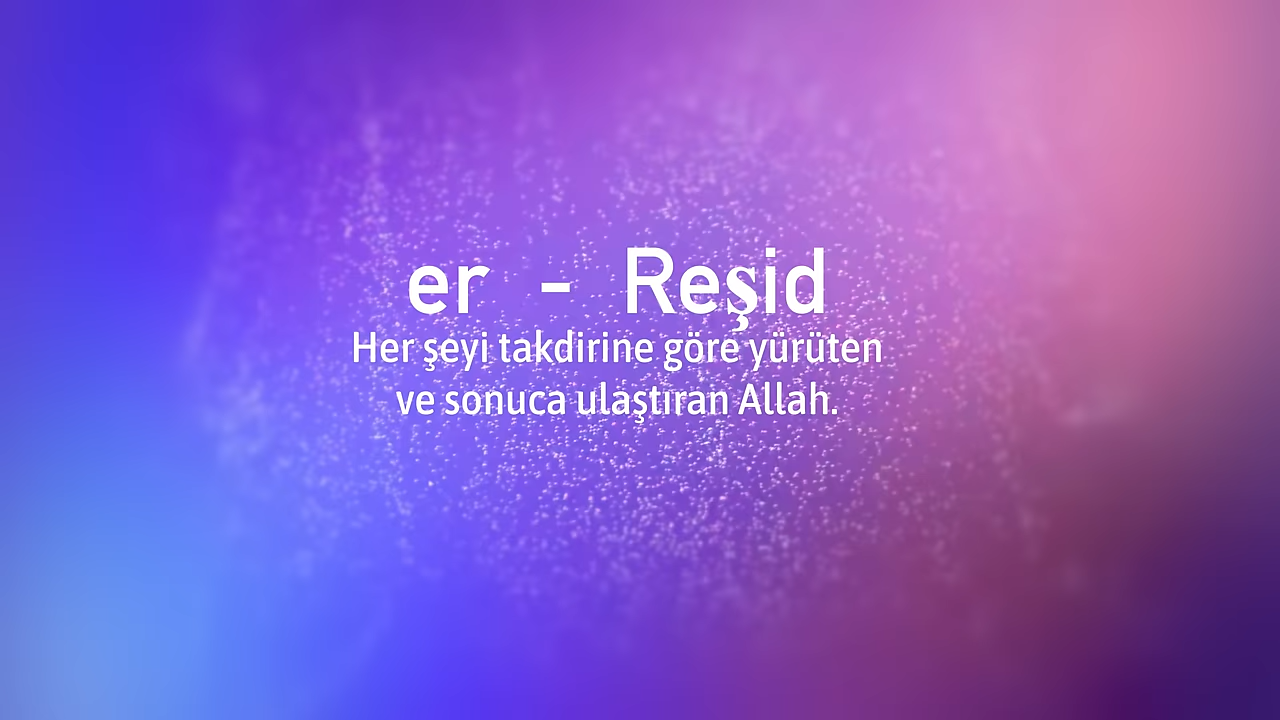 er - Reşid
Her şeyi takdirine göre yürüten
ve sonuca ulaştıran Allah.